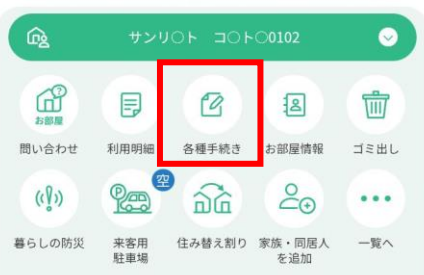 サンリ〇ト コ〇ト〇0102
お部屋
問い合わせ
利用明細
各種手続き
お部屋情報
ゴミ出し
P
空
暮らしの防災
来客用
駐車場
住み替え割り
家族・同居人
を追加
一覧へ